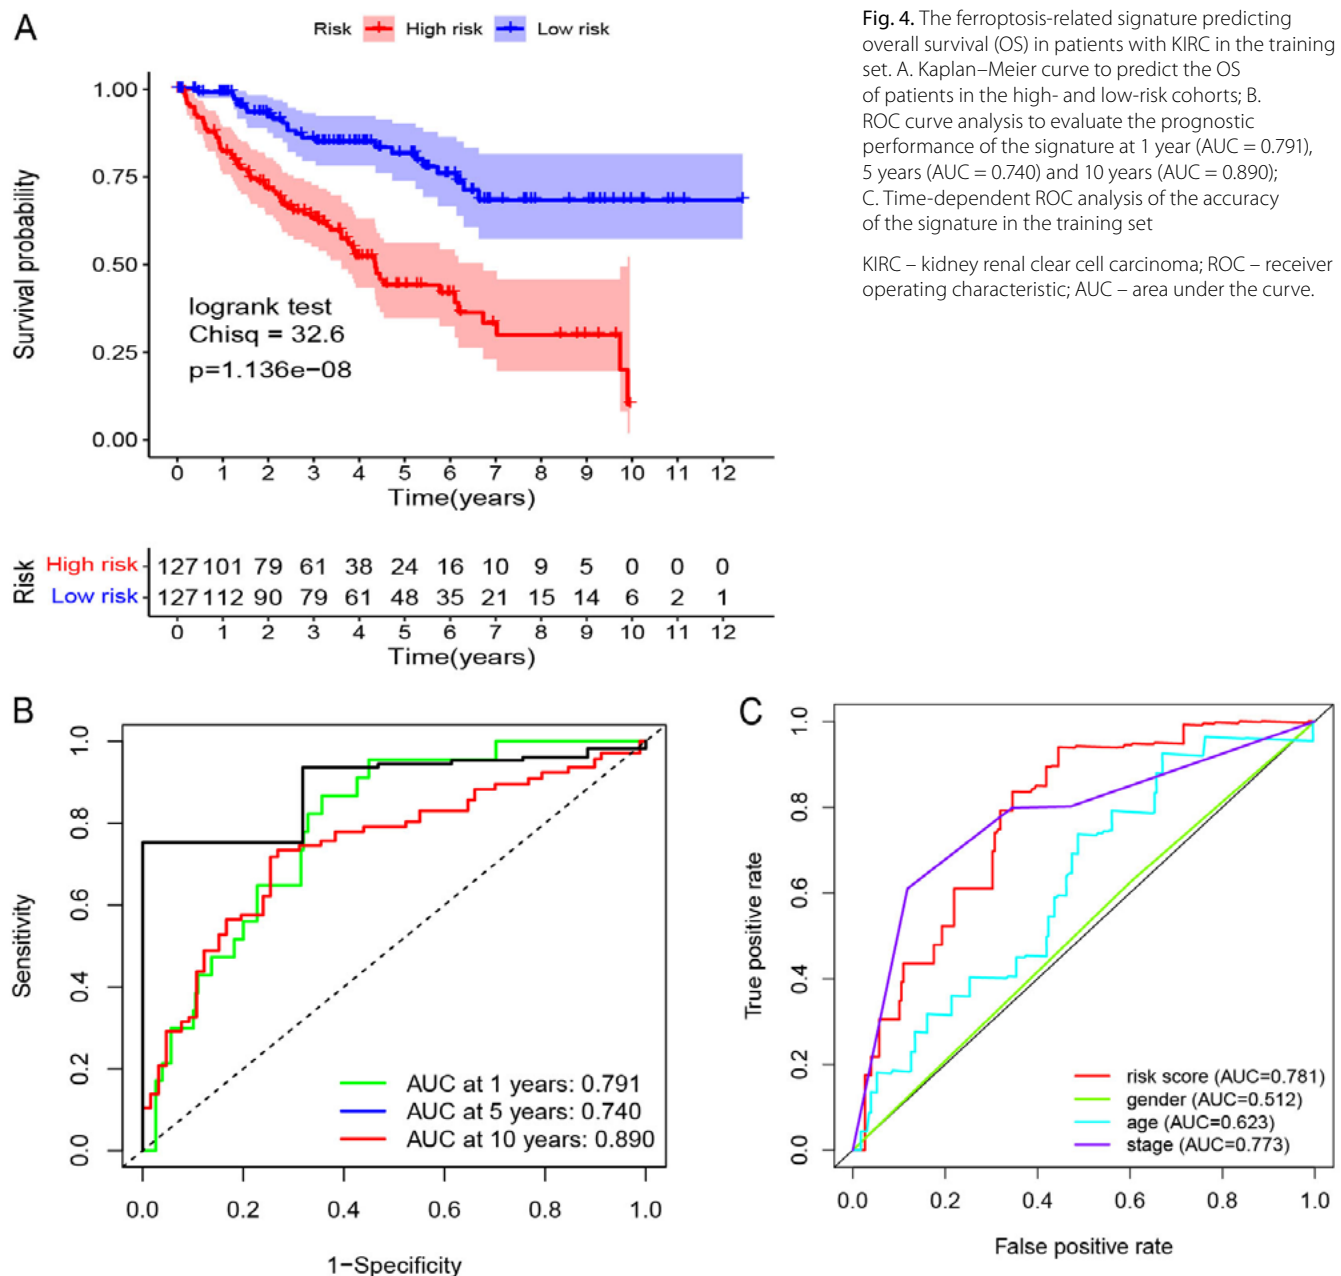 A
Risk High risk Low risk
Fig. 4. The ferroptosis-related signature predicting
overall survival (OS) in patients with KIRC in the training
set. A. Kaplan–Meier curve to predict the OS
of patients in the high- and low-risk cohorts; B.
ROC curve analysis to evaluate the prognostic
performance of the signature at 1 year (AUC = 0.791),
5 years (AUC = 0.740) and 10 years (AUC = 0.890);
C. Time-dependent ROC analysis of the accuracy
of the signature in the training set
KIRC – kidney renal clear cell carcinoma; ROC – receiver
operating characteristic; AUC – area under the curve.
Survival probability
1.00
0.75
0.50
0.25
0.00
logrank test
Chisq = 32.6
p=1.136e−08
0 1 2 3 4 5 6 7 8 9 10 11 12
Time(years)
Risk
High risk 127 101 79 61 38 24 16 10 9 5 0 0 0
Low risk 127 112 90 79 61 48 35 21 15 14 6 2 1
0 1 2 3 4 5 6 7 8 9 10 11 12
Time(years)
B
Sensitivity
1.0
0.8
0.6
0.4
0.2
0.0
AUC at 1 years: 0.791
AUC at 5 years: 0.740
AUC at 10 years: 0.890
0.0 0.2 0.4 0.6 0.8 1.0
1−Specificity
C
True positive rate
1.0
0.8
0.6
0.4
0.2
0.0
risk score (AUC=0.781)
gender (AUC=0.512)
age (AUC=0.623)
stage (AUC=0.773)
0.0 0.2 0.4 0.6 0.8 1.0
False positive rate